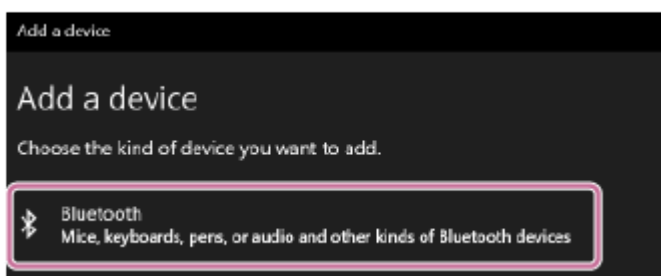 Add a device
Add a device
Choose the kind of device you want to add.
Bluetooth
Mice, keyboards, pens, or audio and other kinds of Bluetooth devices